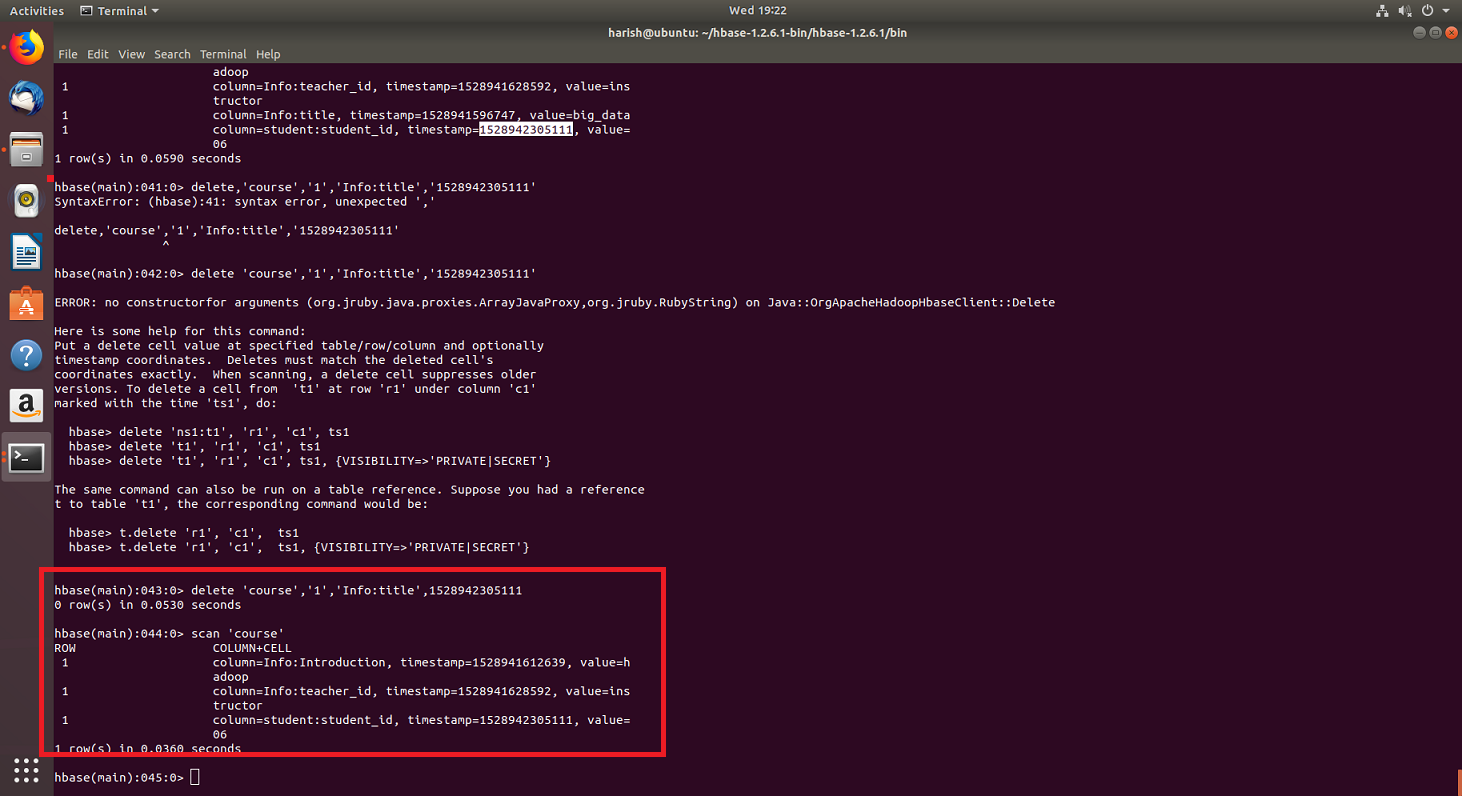 Activities Terminal Wed 19:22
harish@ubuntu: ~/hbase-1.2.6.1-bin/hbase-1.2.6.1/bin
File Edit View Search Terminal Help
adoop
1 column=Info:teacher_id, timestamp=1528941628592, value=ins
tructor
1 column=Info:title, timestamp=1528941596747, value=big_data
1 column=student:student_id, timestamp=1528942305111, value=
06
1 row(s) in 0.0590 seconds
hbase(main):041:0> delete,'course','1','Info:title','1528942305111'
SyntaxError: (hbase):41: syntax error, unexpected ','
delete,'course','1','Info:title','1528942305111'
^
hbase(main):042:0> delete 'course','1','Info:title','1528942305111'
ERROR: no constructorfor arguments (org.jruby.java.proxies.ArrayJavaProxy,org.jruby.RubyString) on Java::OrgApacheHadoopHbaseClient::Delete
Here is some help for this command:
Put a delete cell value at specified table/row/column and optionally
timestamp coordinates.  Deletes must match the deleted cell's
coordinates exactly.  When scanning, a delete cell suppresses older
versions. To delete a cell from  't1' at row 'r1' under column 'c1'
marked with the time 'ts1', do:
hbase> delete 'ns1:t1', 'r1', 'c1', ts1
hbase> delete 't1', 'r1', 'c1', ts1
hbase> delete 't1', 'r1', 'c1', ts1, {VISIBILITY=>'PRIVATE|SECRET'}
The same command can also be run on a table reference. Suppose you had a reference
t to table 't1', the corresponding command would be:
hbase> t.delete 'r1', 'c1',  ts1
hbase> t.delete 'r1', 'c1',  ts1, {VISIBILITY=>'PRIVATE|SECRET'}
hbase(main):043:0> delete 'course','1','Info:title',1528942305111
0 row(s) in 0.0530 seconds
hbase(main):044:0> scan 'course'
ROW COLUMN+CELL
1 column=Info:Introduction, timestamp=1528941612639, value=h
adoop
1 column=Info:teacher_id, timestamp=1528941628592, value=ins
tructor
1 column=student:student_id, timestamp=1528942305111, value=
06
1 row(s) in 0.0360 seconds
hbase(main):045:0>